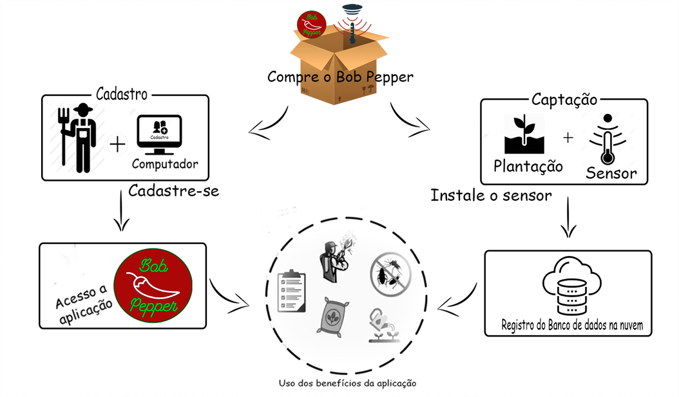 Bob
Pepper
Compre o Bob Pepper
Cadastro
Cadastro
Computador
Cadastre-se
Captação
Plantação
Sensor
Instale o sensor
Acesso a
aplicação
Bob
Pepper
Registro do Banco de dados na nuvem
Uso dos benefícios da aplicação